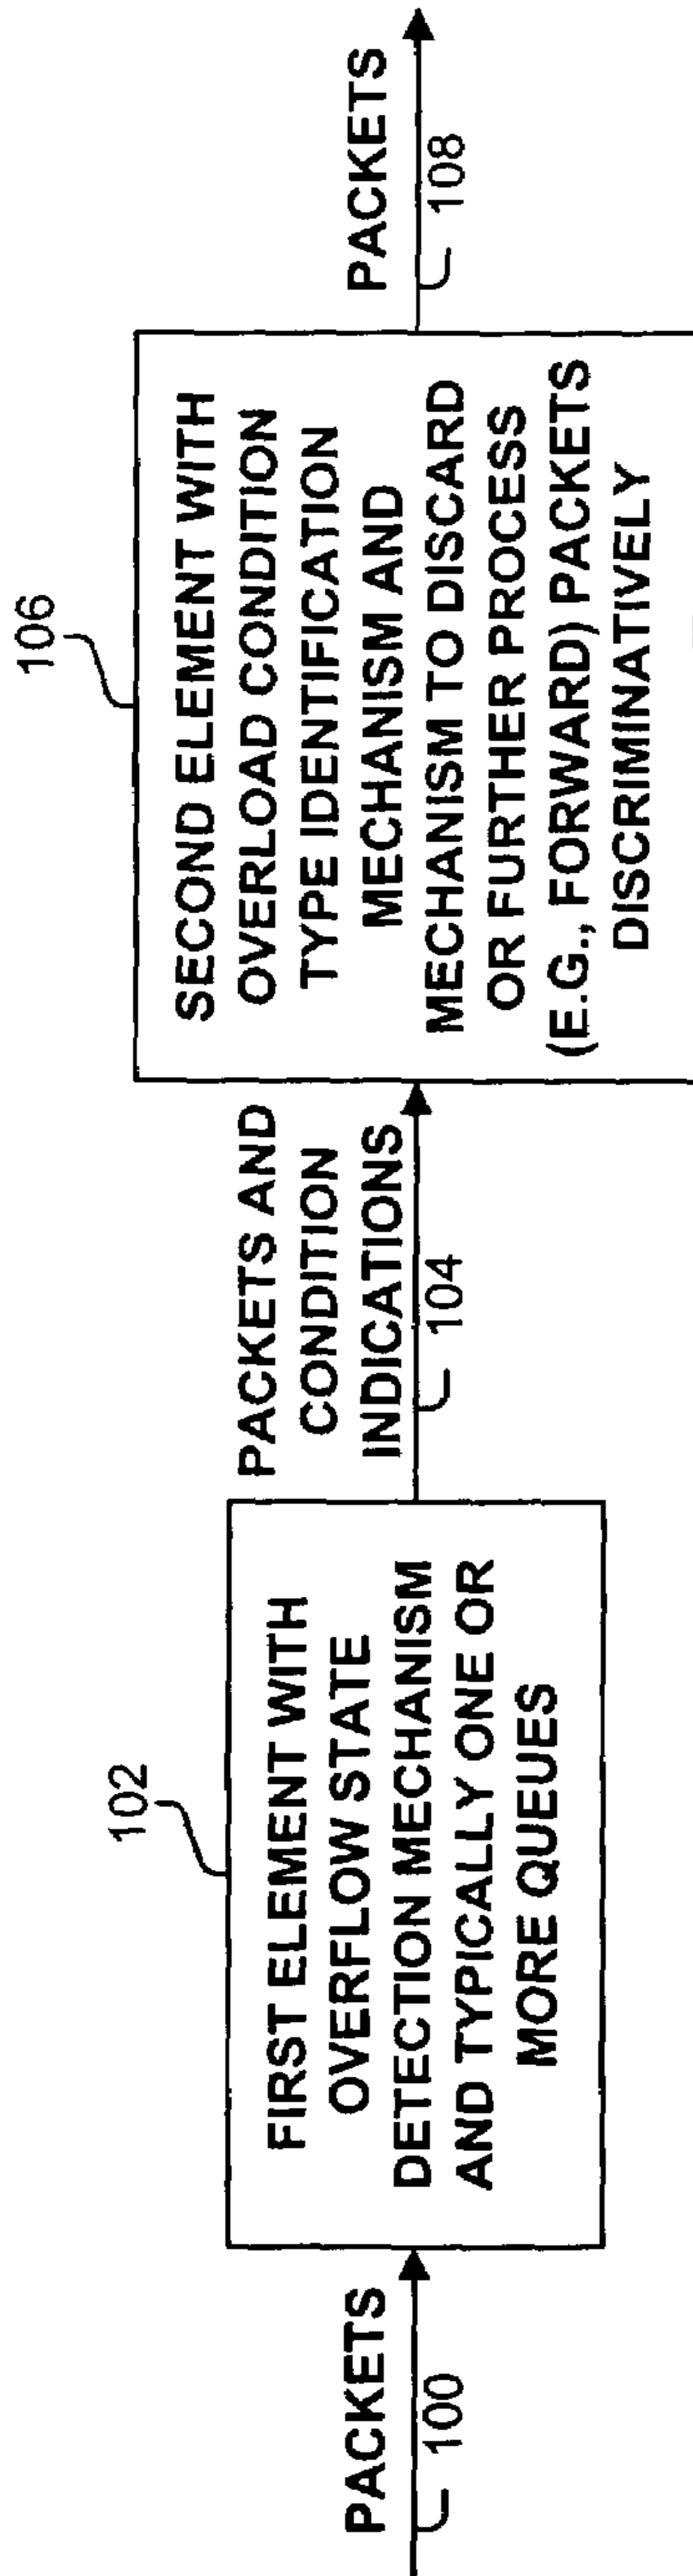 PACKETS
100
102
FIRST ELEMENT WITH
OVERFLOW STATE
DETECTION MECHANISM
AND TYPICALLY ONE OR
MORE QUEUES
PACKETS AND
CONDITION
INDICATIONS
104
106
SECOND ELEMENT WITH
OVERLOAD CONDITION
TYPE IDENTIFICATION
MECHANISM AND
MECHANISM TO DISCARD
OR FURTHER PROCESS
(E.G., FORWARD) PACKETS
DISCRIMINATIVELY
PACKETS
108